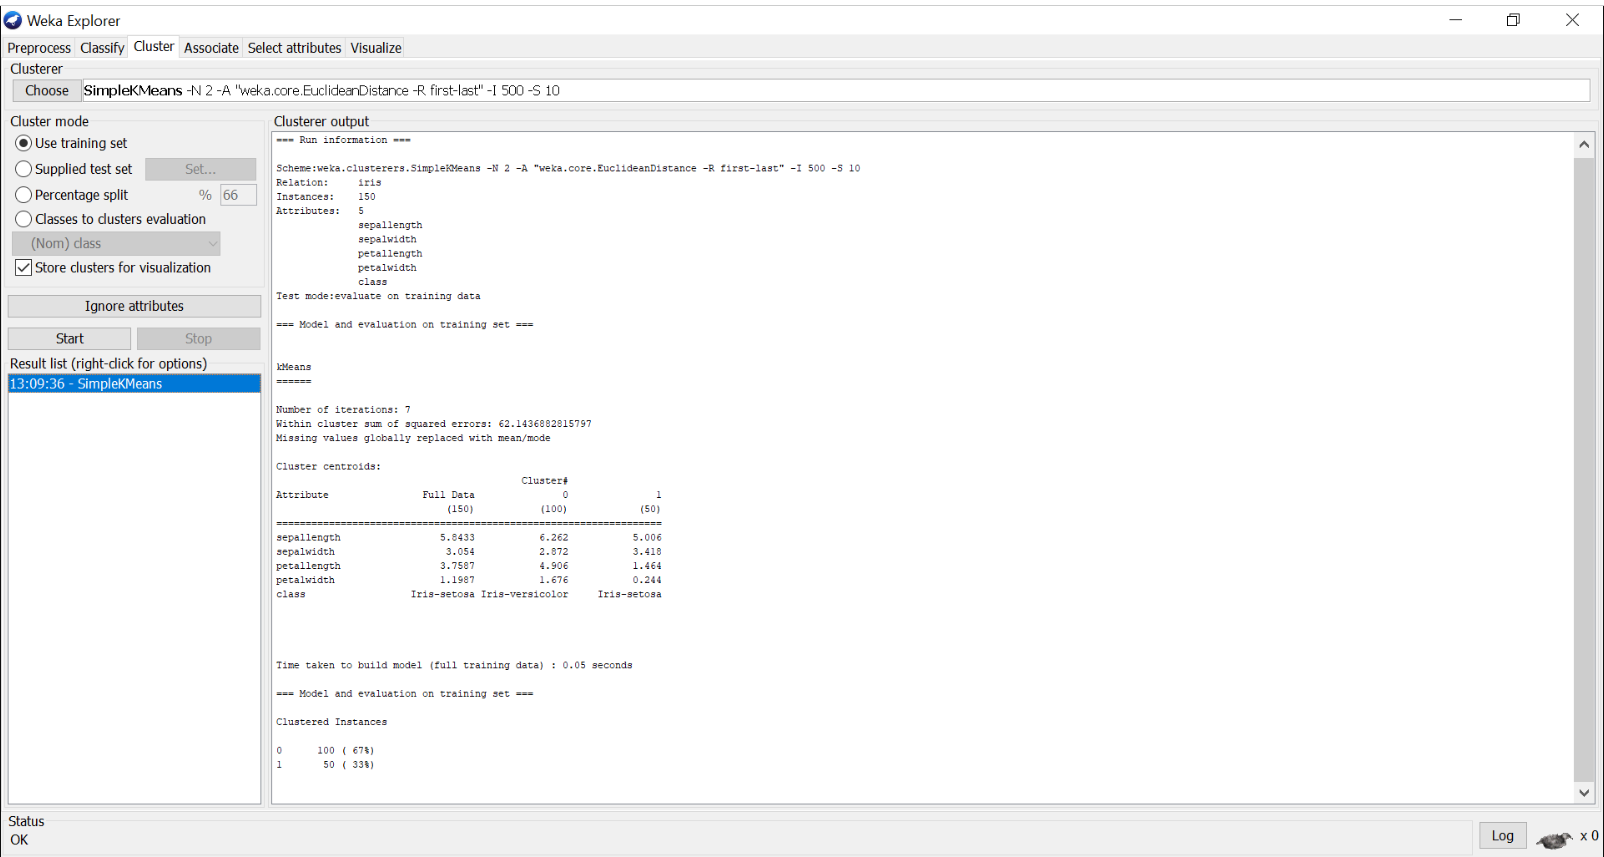 Weka Explorer
Preprocess Classify Cluster Associate Select attributes Visualize
Clusterer
Choose SimpleKMeans -N 2 -A "weka.core.EuclideanDistance -R first-last" -I 500 -S 10
Cluster mode
Use training set
Supplied test set Set...
Percentage split % 66
Classes to clusters evaluation
(Nom) class
Store clusters for visualization
Ignore attributes
Start Stop
Result list (right-click for options)
13:09:36 - SimpleKMeans
Clusterer output
=== Run information ===
Scheme:weka.clusterers.SimpleKMeans -N 2 -A "weka.core.EuclideanDistance -R first-last" -I 500 -S 10
Relation: iris
Instances: 150
Attributes: 5
sepallength
sepalwidth
petallength
petalwidth
class
Test mode:evaluate on training data
=== Model and evaluation on training set ===
kMeans
======
Number of iterations: 7
Within cluster sum of squared errors: 62.1436882815797
Missing values globally replaced with mean/mode
Cluster centroids:
Cluster#
Attribute Full Data 0 1
(150) (100) (50)
==================================================================
sepallength 5.8433 6.262 5.006
sepalwidth 3.054 2.872 3.418
petallength 3.7587 4.906 1.464
petalwidth 1.1987 1.676 0.244
class Iris-setosa Iris-versicolor Iris-setosa
Time taken to build model (full training data) : 0.05 seconds
=== Model and evaluation on training set ===
Clustered Instances
0 100 ( 67%)
1 50 ( 33%)
Status
OK
Log x 0